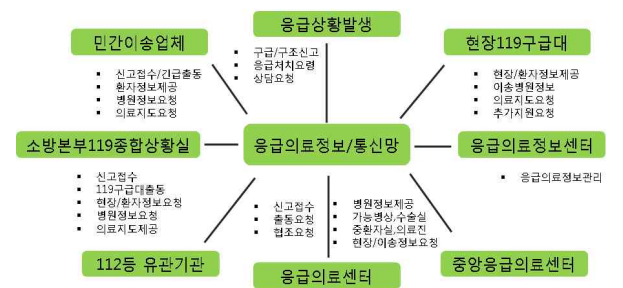 응급상황발생
민간이송업체
현장119구급대
▪ 구급/구조신고
▪ 응급처치요령
▪ 상담요청
▪ 신고접수/긴급출동
▪ 환자정보제공
▪ 병원정보요청
▪ 의료지도요청
▪ 현장/환자정보제공
▪ 이송병원정보
▪ 의료지도요청
▪ 추가지원요청
소방본부119종합상황실
응급의료정보/통신망
응급의료정보센터
▪ 신고접수
▪ 119구급대출동
▪ 현장/환자정보요청
▪ 병원정보요청
▪ 의료지도제공
▪ 응급의료정보관리
▪ 신고접수
▪ 출동요청
▪ 협조요청
▪ 병원정보제공
▪ 가능병상,수술실
▪ 중환자실,의료진
▪ 현장/이송정보요청
112등 유관기관
응급의료센터
중앙응급의료센터